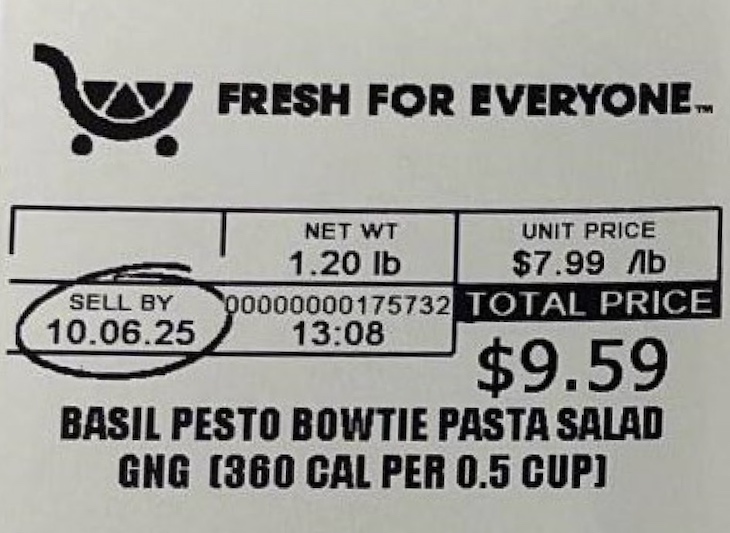 FRESH FOR EVERYONE™
NET WT
1.20 lb
UNIT PRICE
$7.99 /lb
SELL BY
10.06.25
00000000175732
13:08
TOTAL PRICE
$9.59
BASIL PESTO BOWTIE PASTA SALAD
GNG (360 CAL PER 0.5 CUP)